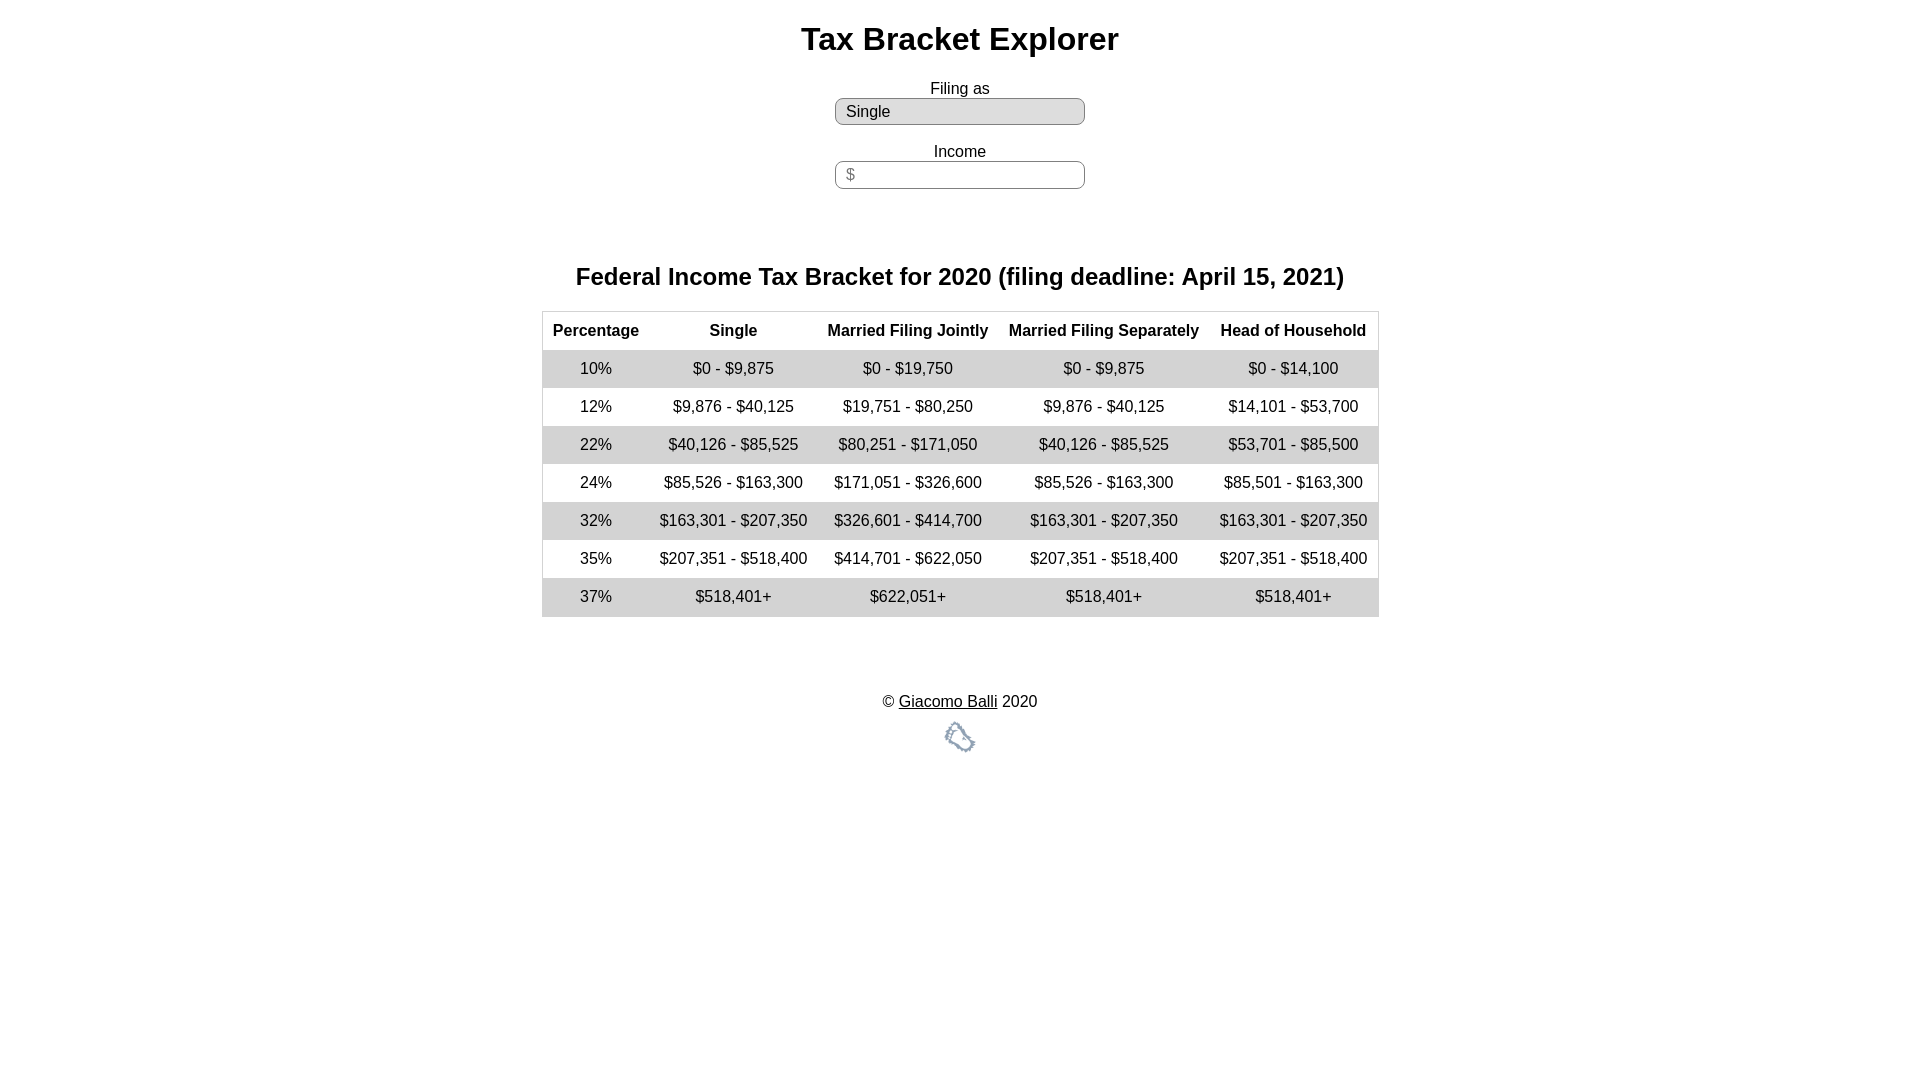 Tax Bracket Explorer
Filing as
Single
Income
$
Federal Income Tax Bracket for 2020 (filing deadline: April 15, 2021)
Percentage Single Married Filing Jointly Married Filing Separately Head of Household
10% $0 - $9,875 $0 - $19,750 $0 - $9,875 $0 - $14,100
12% $9,876 - $40,125 $19,751 - $80,250 $9,876 - $40,125 $14,101 - $53,700
22% $40,126 - $85,525 $80,251 - $171,050 $40,126 - $85,525 $53,701 - $85,500
24% $85,526 - $163,300 $171,051 - $326,600 $85,526 - $163,300 $85,501 - $163,300
32% $163,301 - $207,350 $326,601 - $414,700 $163,301 - $207,350 $163,301 - $207,350
35% $207,351 - $518,400 $414,701 - $622,050 $207,351 - $518,400 $207,351 - $518,400
37% $518,401+ $622,051+ $518,401+ $518,401+
© Giacomo Balli 2020